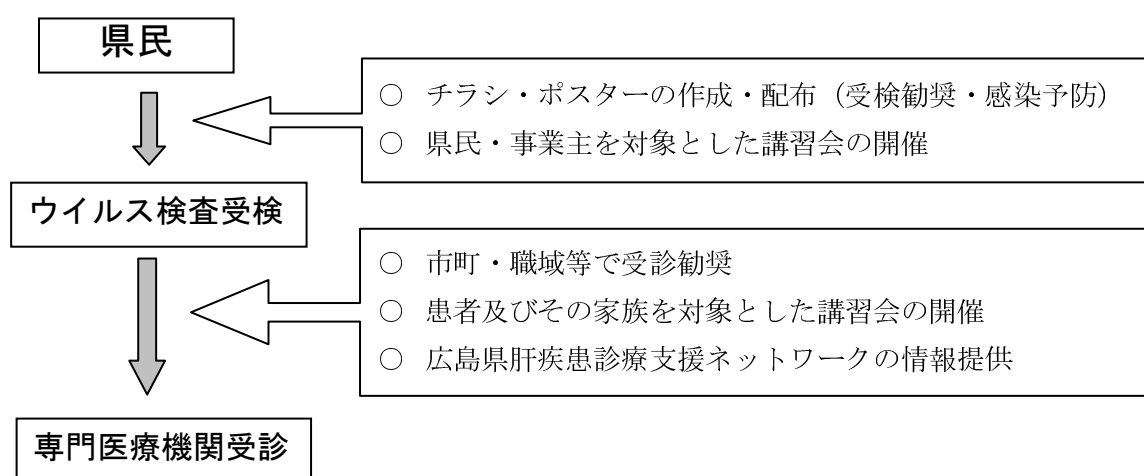 県民
○ チラシ・ポスターの作成・配布（受検勧奨・感染予防）
○ 県民・事業主を対象とした講習会の開催
ウイルス検査受検
○ 市町・職域等で受診勧奨
○ 患者及びその家族を対象とした講習会の開催
○ 広島県肝疾患診療支援ネットワークの情報提供
専門医療機関受診